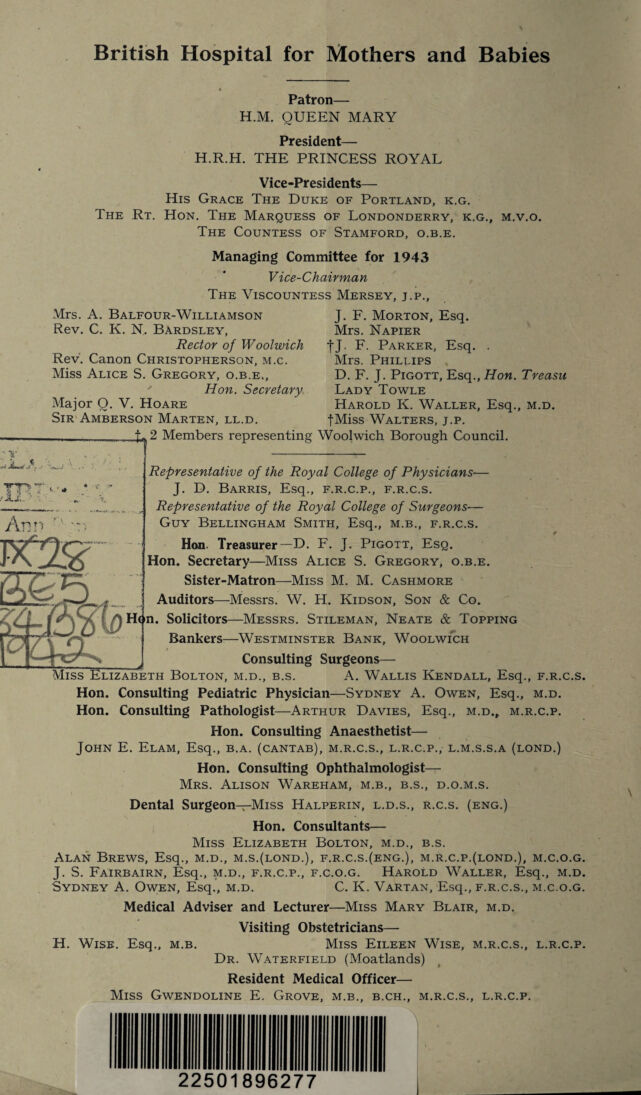 British Hospital for Mothers and Babies
Patron—
H.M. QUEEN MARY
President—
H.R.H. THE PRINCESS ROYAL
Vice-Presidents—
HIS GRACE THE DUKE OF PORTLAND, K.G.
THE RT. HON. THE MARQUESS OF LONDONDERRY, K.G., M.V.O.
THE COUNTESS OF STAMFORD, O.B.E.
Managing Committee for 1943
Vice-Chairman
THE VISCOUNTESS MERSEY, J.P.,
Mrs. A. BALFOUR-WILLIAMSON
Rev. C. K. N. BARDSLEY,
Rector of Woolwich
Rev. Canon CHRISTOPHERSON, M.C.
Miss ALICE S. GREGORY, O.B.E.,
Hon. Secretary
Major Q. V. HOARE
SIR AMBERSON MARTEN, LL.D.
J. F. MORTON, Esq.
Mrs. NAPIER
†J. F. PARKER, Esq.
Mrs. PHILLIPS
D. F. J. PIGOTT, Esq., Hon. Treasu
LADY TOWLE
HAROLD K. WALLER, Esq., M.D.
†Miss WALTERS, J.P.
† 2 Members representing Woolwich Borough Council.
Representative of the Royal College of Physicians—
J. D. BARRIS, Esq., F.R.C.P., F.R.C.S.
Representative of the Royal College of Surgeons—
GUY BELLINGHAM SMITH, Esq., M.B., F.R.C.S.
Hon. Treasurer—D. F. J. PIGOTT, ESQ.
Hon. Secretary—MISS ALICE S. GREGORY, O.B.E.
Sister-Matron—MISS M. M. CASHMORE
Auditors—Messrs. W. H. KIDSON, SON & CO.
Hon. Solicitors—MESSRS. STILEMAN, NEATE & TOPPING
Bankers—WESTMINSTER BANK, WOOLWICH
Ann
Consulting Surgeons—
MISS ELIZABETH BOLTON, M.D., B.S. A. WALLIS KENDALL, Esq., F.R.C.S.
Hon. Consulting Pediatric Physician—SYDNEY A. OWEN, Esq., M.D.
Hon. Consulting Pathologist—ARTHUR DAVIES, Esq., M.D., M.R.C.P.
Hon. Consulting Anaesthetist—
JOHN E. ELAM, Esq., B.A. (CANTAB), M.R.C.S., L.R.C.P., L.M.S.S.A (LOND.)
Hon. Consulting Ophthalmologist—
MRS. ALISON WAREHAM, M.B., B.S., D.O.M.S.
Dental Surgeon—MISS HALPERIN, L.D.S., R.C.S. (ENG.)
Hon. Consultants—
MISS ELIZABETH BOLTON, M.D., B.S.
ALAN BREWS, Esq., M.D., M.S.(LOND.), F.R.C.S.(ENG.), M.R.C.P.(LOND.), M.C.O.G.
J. S. FAIRBAIRN, Esq., M.D., F.R.C.P., F.C.O.G. HAROLD WALLER, Esq., M.D.
SYDNEY A. OWEN, Esq., M.D. C. K. VARTAN, Esq., F.R.C.S., M.C.O.G.
Medical Adviser and Lecturer—MISS MARY BLAIR, M.D.
Visiting Obstetricians—
H. WISE. Esq., M.B. MISS EILEEN WISE, M.R.C.S., L.R.C.P.
DR. WATERFIELD (Moatlands)
Resident Medical Officer—
MISS GWENDOLINE E. GROVE, M.B., B.CH., M.R.C.S., L.R.C.P.
22501896277